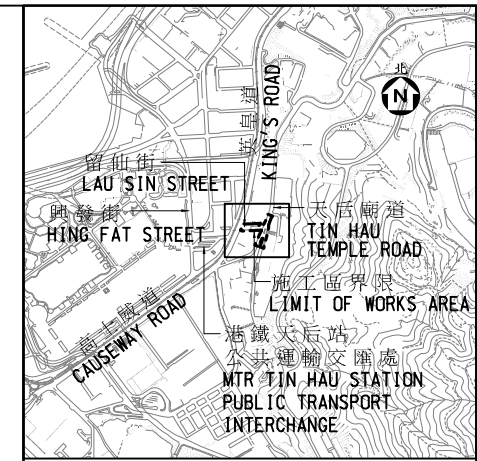 北
N
英皇道
KING'S ROAD
留仙街
LAU SIN STREET
興發街
HING FAT STREET
天后廟道
TIN HAU
TEMPLE ROAD
施工區界限
LIMIT OF WORKS AREA
高士威道
CAUSEWAY ROAD
港鐵天后站
公共運輸交匯處
MTR TIN HAU STATION
PUBLIC TRANSPORT
INTERCHANGE